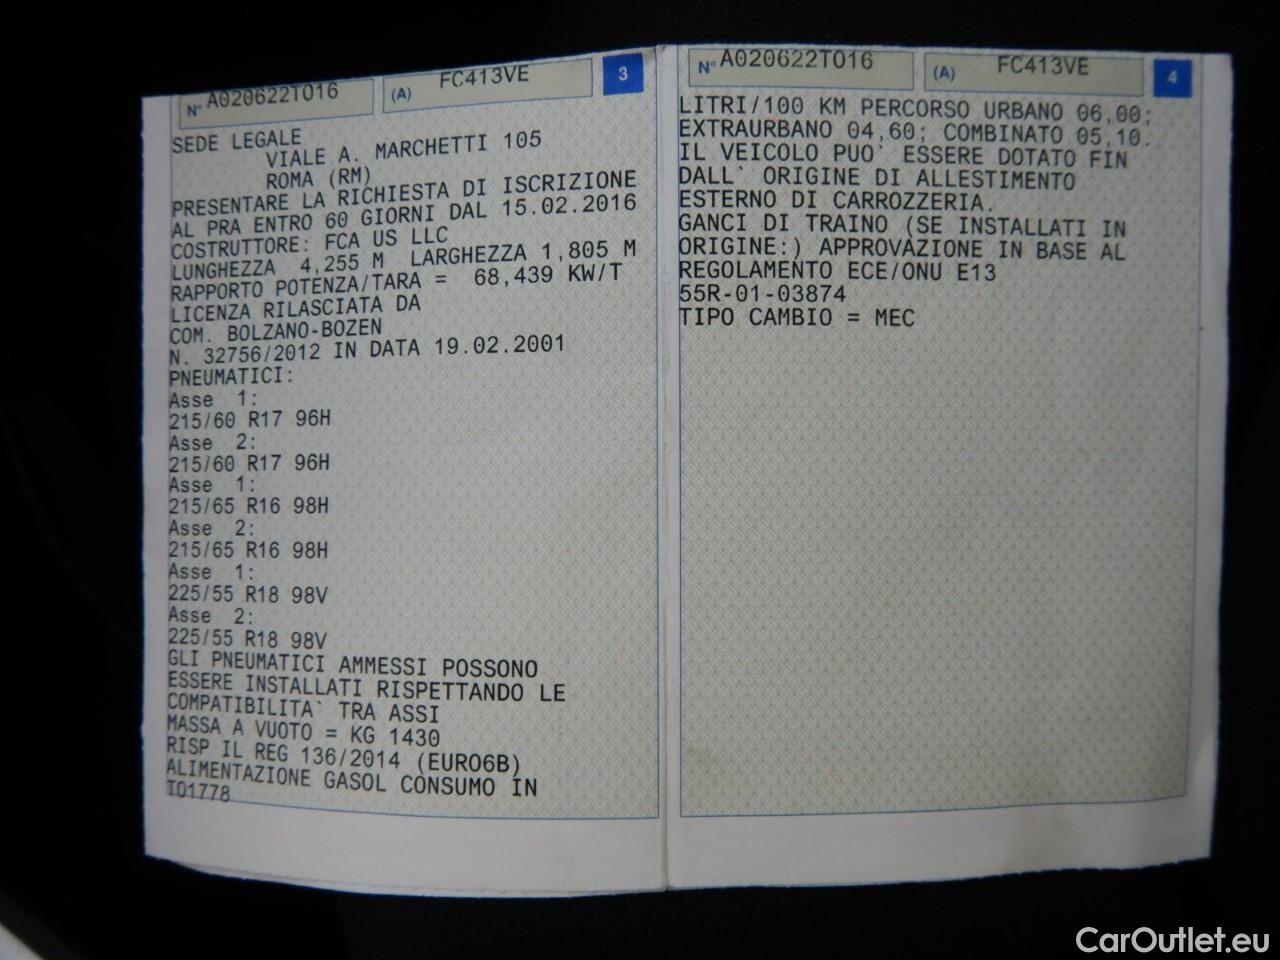 N° A020622TO16 (A) FC413VE 3
SEDE LEGALE
VIALE A. MARCHETTI 105
ROMA (RM)
PRESENTARE LA RICHIESTA DI ISCRIZIONE
AL PRA ENTRO 60 GIORNI DAL 15.02.2016
COSTRUTTORE: FCA US LLC
LUNGHEZZA 4,255 M LARGHEZZA 1,805 M
RAPPORTO POTENZA/TARA = 68,439 KW/T
LICENZA RILASCIATA DA
COM. BOLZANO-BOZEN
N. 32756/2012 IN DATA 19.02.2001
PNEUMATICI:
Asse 1:
215/60 R17 96H
Asse 2:
215/60 R17 96H
Asse 1:
215/65 R16 98H
Asse 2:
215/65 R16 98H
Asse 1:
225/55 R18 98V
Asse 2:
225/55 R18 98V
GLI PNEUMATICI AMMESSI POSSONO
ESSERE INSTALLATI RISPETTANDO LE
COMPATIBILITA` TRA ASSI
MASSA A VUOTO = KG 1430
RISP IL REG 136/2014 (EURO6B)
ALIMENTAZIONE GASOL CONSUMO IN
TO1778
N° A020622TO16 (A) FC413VE 4
LITRI/100 KM PERCORSO URBANO 06,00;
EXTRAURBANO 04,60; COMBINATO 05,10.
IL VEICOLO PUO` ESSERE DOTATO FIN
DALL` ORIGINE DI ALLESTIMENTO
ESTERNO DI CARROZZERIA.
GANCI DI TRAINO (SE INSTALLATI IN
ORIGINE:) APPROVAZIONE IN BASE AL
REGOLAMENTO ECE/ONU E13
55R-01-03874
TIPO CAMBIO = MEC
CarOutlet.eu